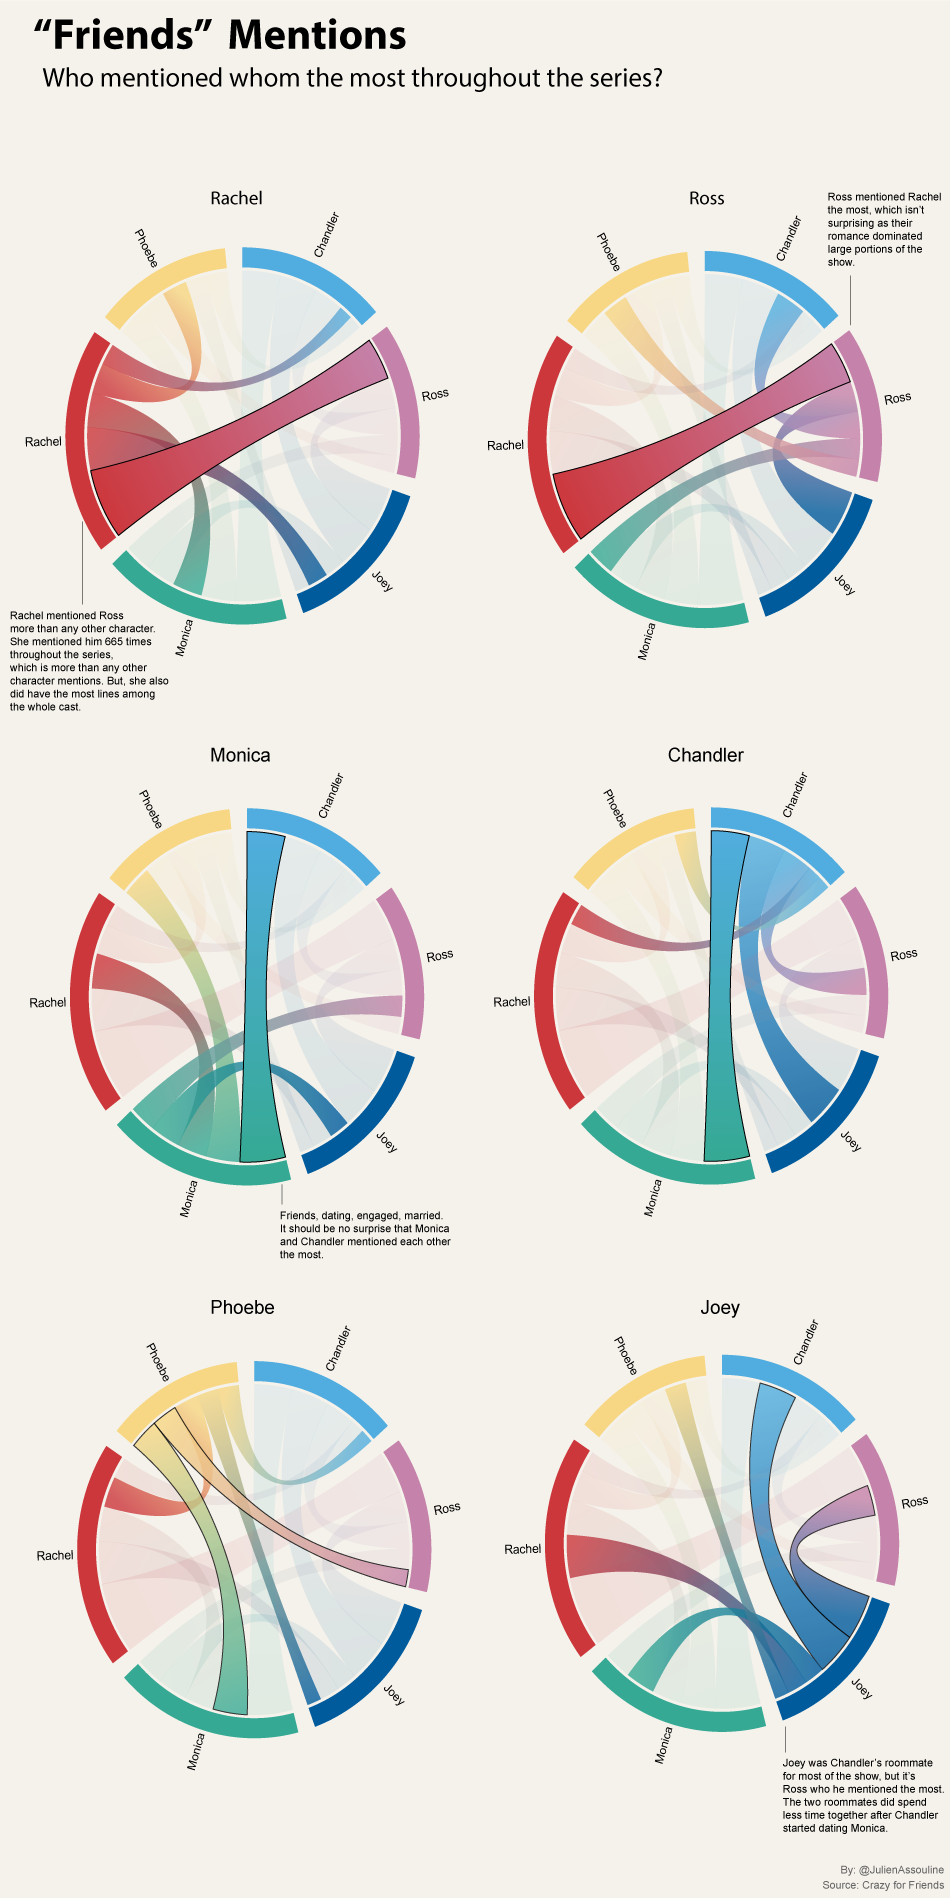 “Friends” Mentions
Who mentioned whom the most throughout the series?
Rachel
Phoebe
Chandler
Rachel
Ross
Joey
Monica
Rachel mentioned Ross
more than any other character.
She mentioned him 665 times
throughout the series,
which is more than any other
character mentions. But, she also
did have the most lines among
the whole cast.
Ross
Phoebe
Chandler
Rachel
Ross
Joey
Monica
Ross mentioned Rachel
the most, which isn’t
surprising as their
romance dominated
large portions of the
show.
Monica
Phoebe
Chandler
Rachel
Ross
Joey
Monica
Friends, dating, engaged, married.
It should be no surprise that Monica
and Chandler mentioned each other
the most.
Chandler
Phoebe
Chandler
Rachel
Ross
Joey
Monica
Phoebe
Phoebe
Chandler
Rachel
Ross
Joey
Monica
Joey
Phoebe
Chandler
Rachel
Ross
Joey
Monica
Joey was Chandler’s roommate
for most of the show, but it’s
Ross who he mentioned the most.
The two roommates did spend
less time together after Chandler
started dating Monica.
By: @JulienAssouline
Source: Crazy for Friends